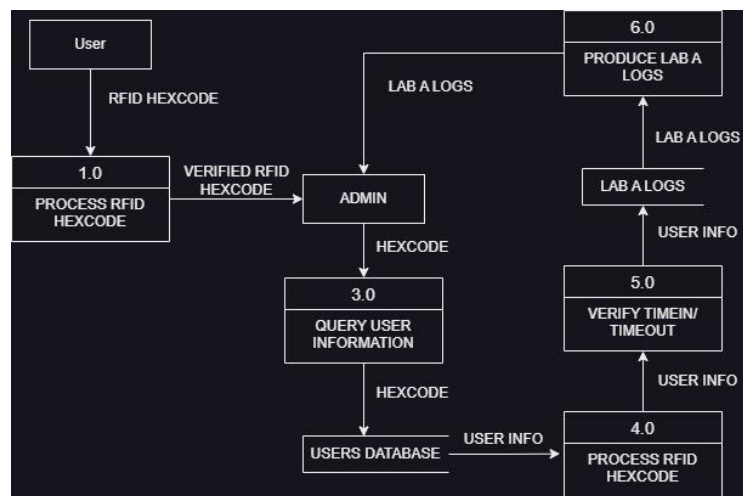 User
RFID HEXCODE
1.0
PROCESS RFID
HEXCODE
VERIFIED RFID
HEXCODE
ADMIN
HEXCODE
3.0
QUERY USER
INFORMATION
HEXCODE
USERS DATABASE
USER INFO
4.0
PROCESS RFID
HEXCODE
USER INFO
5.0
VERIFY TIMEIN/
TIMEOUT
USER INFO
LAB A LOGS
LAB A LOGS
6.0
PRODUCE LAB A
LOGS
LAB A LOGS